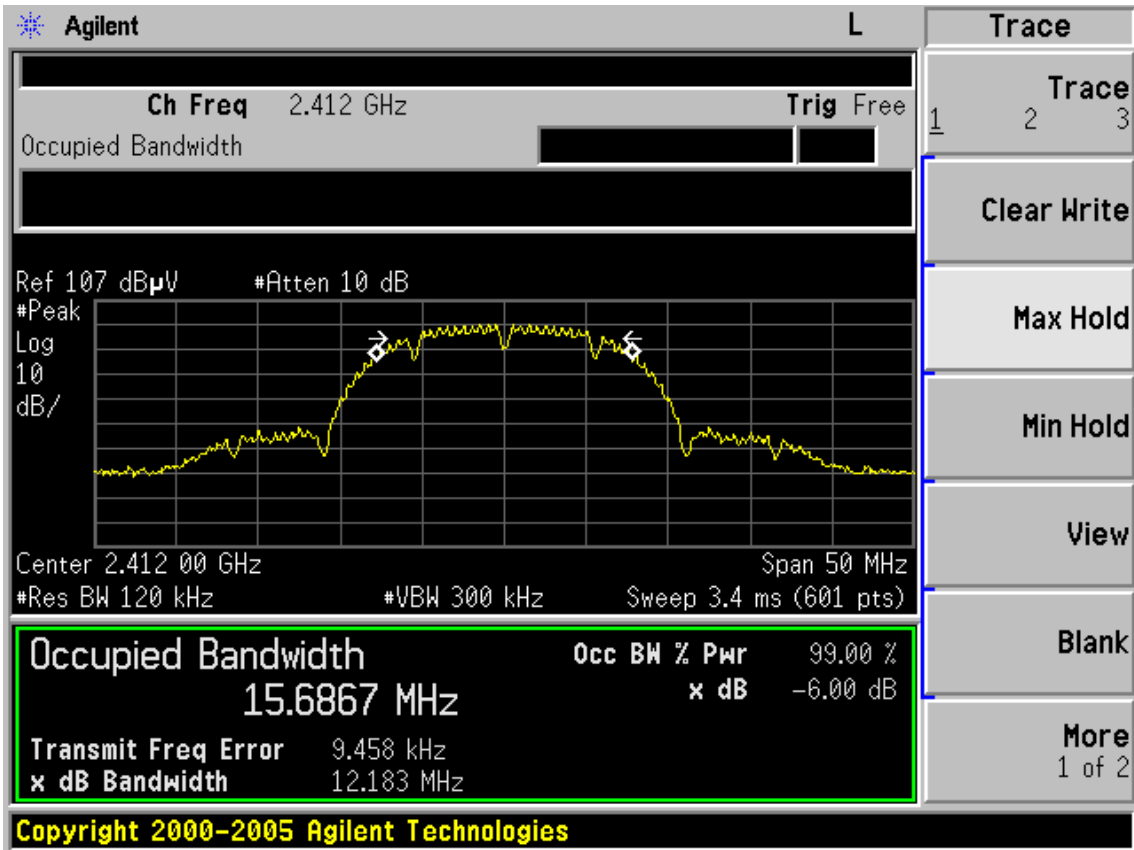 Agilent L Trace
Ch Freq 2.412 GHz Trig Free
Occupied Bandwidth
Trace
1 2 3
Clear Write
Max Hold
Min Hold
View
Blank
More
1 of 2
Ref 107 dBµV #Atten 10 dB
#Peak
Log
10
dB/
Center 2.412 00 GHz Span 50 MHz
#Res BW 120 kHz #VBW 300 kHz Sweep 3.4 ms (601 pts)
Occupied Bandwidth Occ BW % Pwr 99.00 %
15.6867 MHz x dB -6.00 dB
Transmit Freq Error 9.458 kHz
x dB Bandwidth 12.183 MHz
Copyright 2000-2005 Agilent Technologies